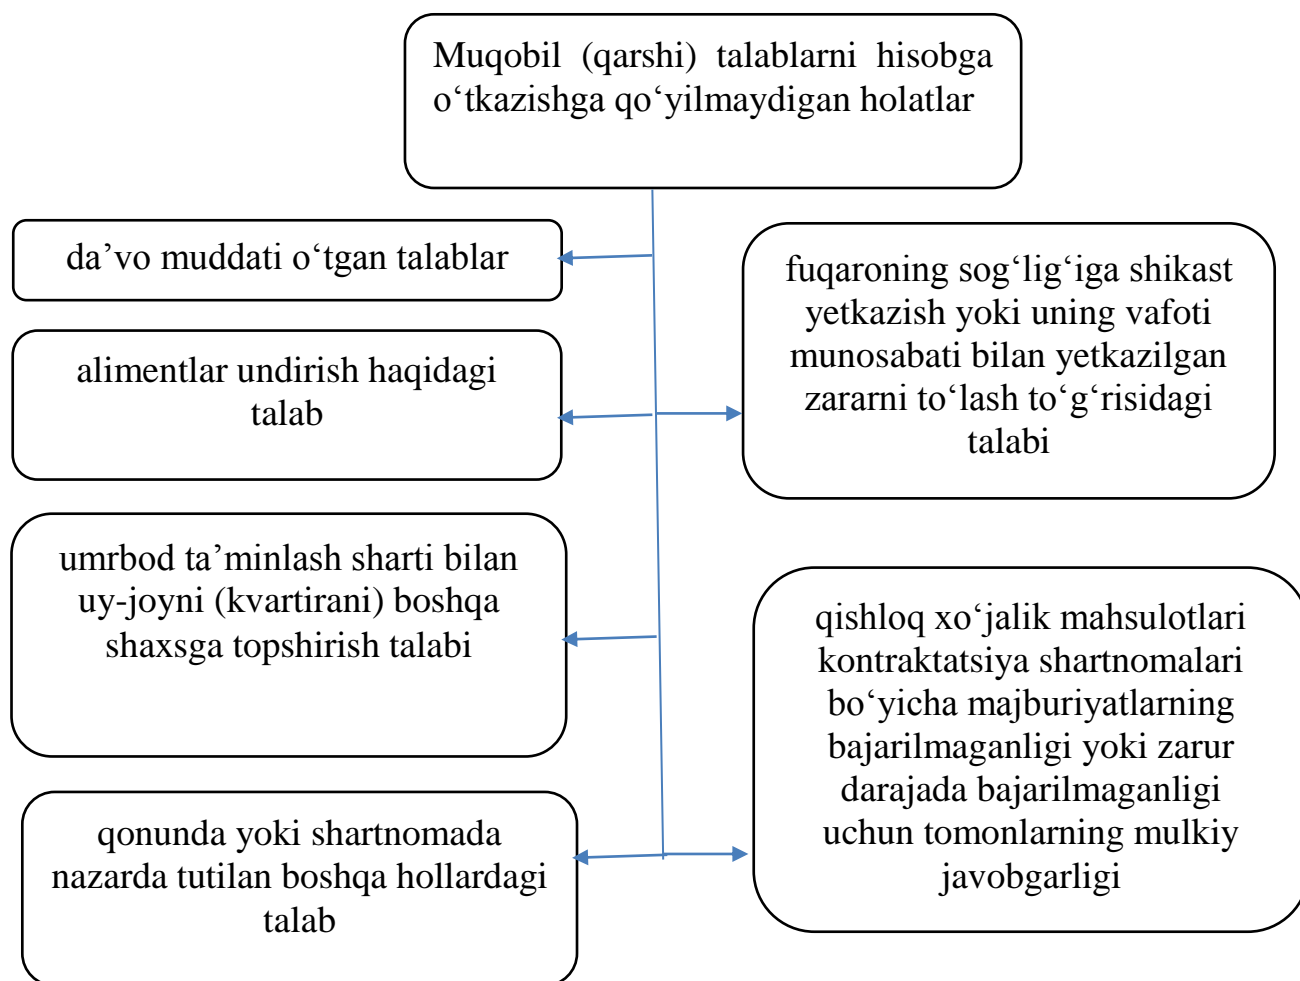 Muqobil (qarshi) talablarni hisobga
o‘tkazishga qo‘yilmaydigan holatlar
da’vo muddati o‘tgan talablar
alimentlar undirish haqidagi
talab
umrbod ta’minlash sharti bilan
uy-joyni (kvartirani) boshqa
shaxsga topshirish talabi
qonunda yoki shartnomada
nazarda tutilan boshqa hollardagi
talab
fuqaroning sog‘lig‘iga shikast
yetkazish yoki uning vafoti
munosabati bilan yetkazilgan
zararni to‘lash to‘g‘risidagi
talabi
qishloq xo‘jalik mahsulotlari
kontraktatsiya shartnomalari
bo‘yicha majburiyatlarning
bajarilmaganligi yoki zarur
darajada bajarilmaganligi
uchun tomonlarning mulkiy
javobgarligi